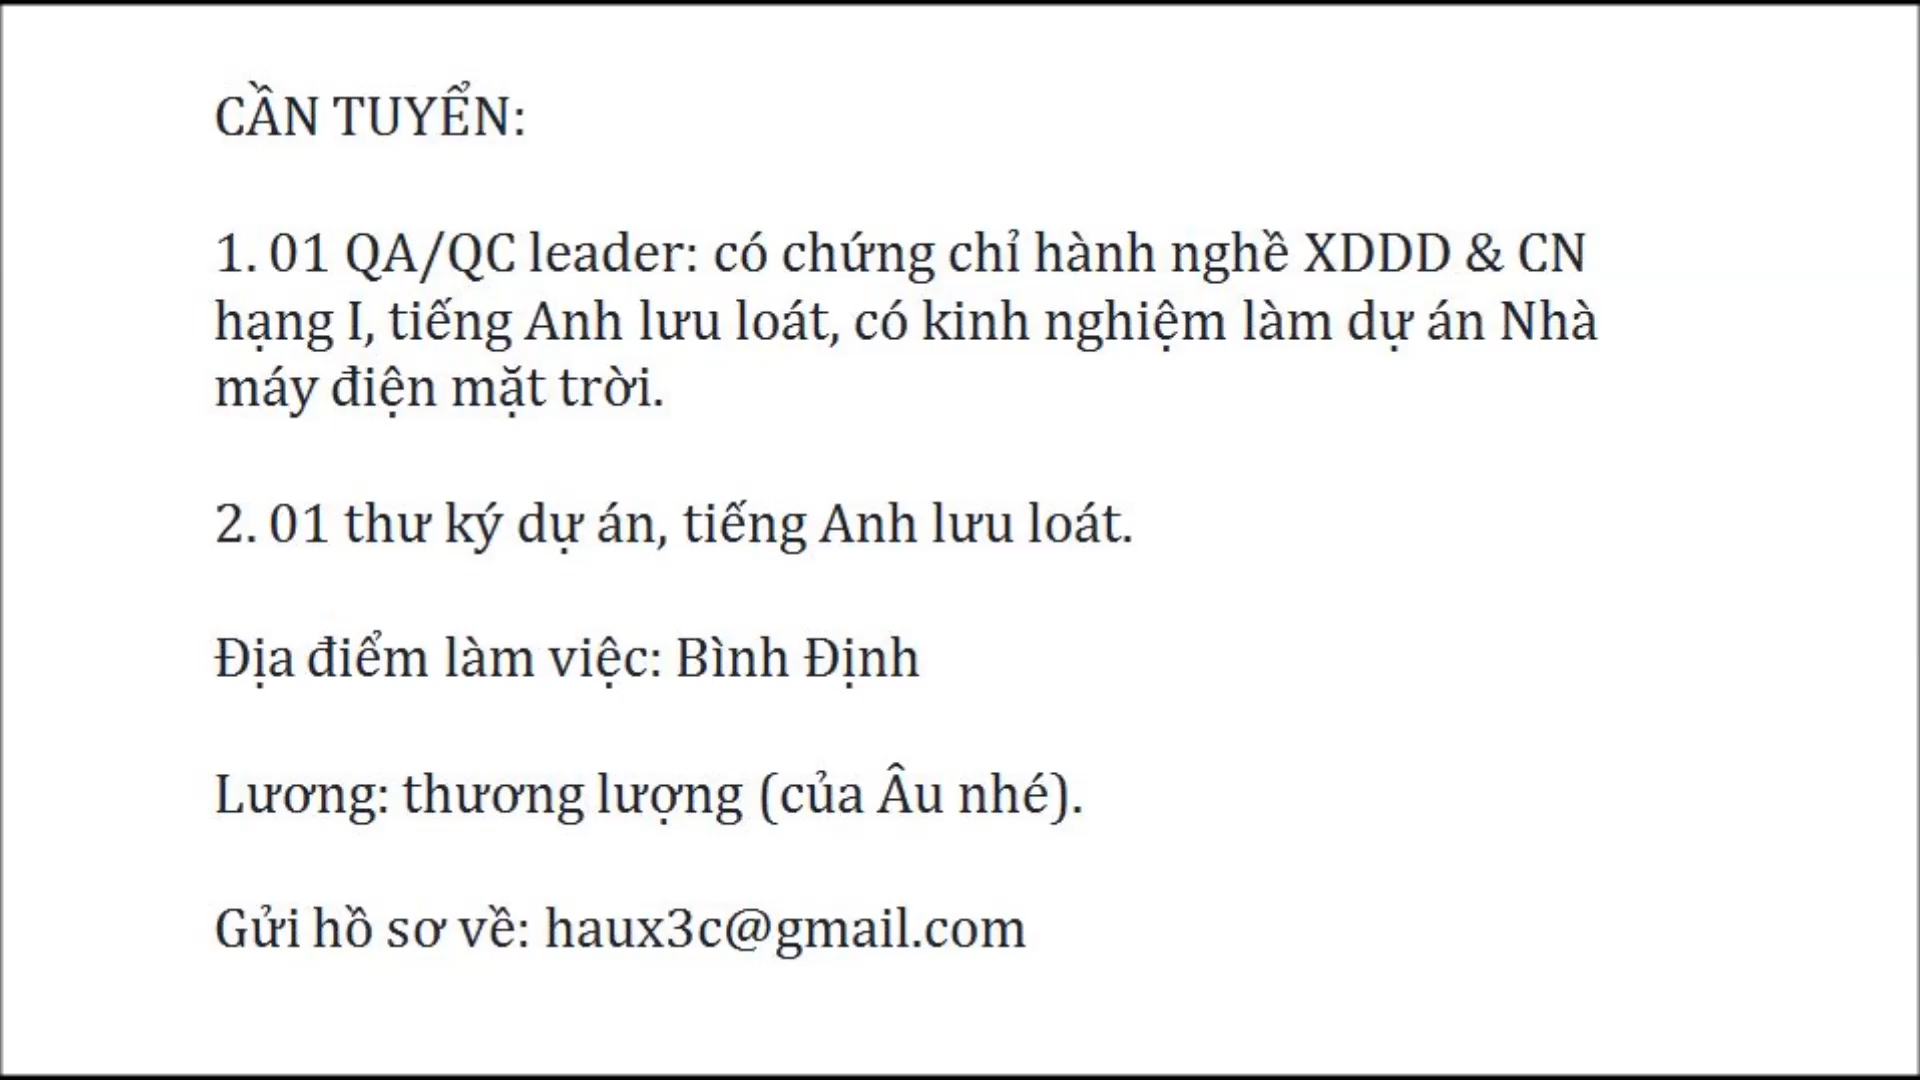 CẦN TUYỂN:
1. 01 QA/QC leader: có chứng chỉ hành nghề XDDD & CN
hạng I, tiếng Anh lưu loát, có kinh nghiệm làm dự án Nhà
máy điện mặt trời.
2. 01 thư ký dự án, tiếng Anh lưu loát.
Địa điểm làm việc: Bình Định
Lương: thương lượng (của Âu nhé).
Gửi hồ sơ về: haux3c@gmail.com